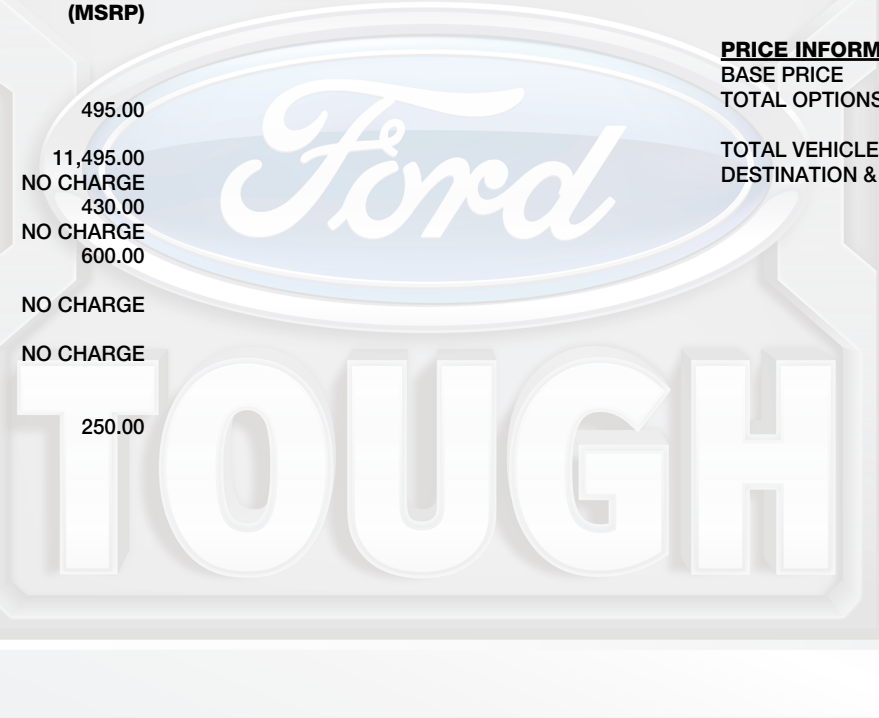 (MSRP)
495.00
11,495.00
NO CHARGE
430.00
NO CHARGE
600.00
NO CHARGE
NO CHARGE
250.00
PRICE INFORM
BASE PRICE
TOTAL OPTIONS
TOTAL VEHICLE
DESTINATION &
Ford
TOUGH